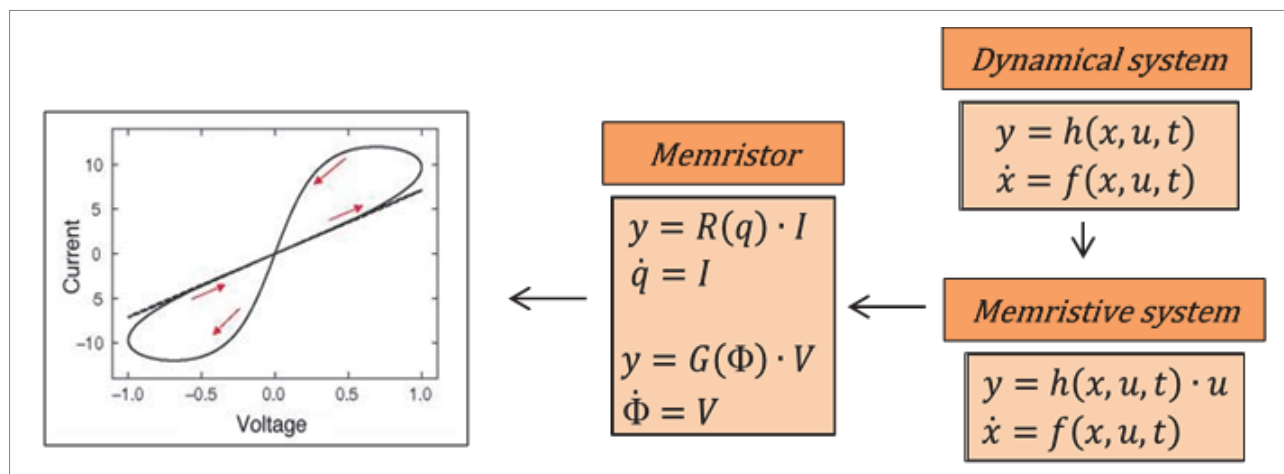 Current
10
5
0
5
−10
−1.0
−0.5
0.0
0.5
1.0
Voltage
Memristor
y = R(q) · I
q̇ = I
y = G(Φ) · V
Φ̇ = V
Dynamical system
y = h(x, u, t)
ẋ = f(x, u, t)
Memristive system
y = h(x, u, t) · u
ẋ = f(x, u, t)